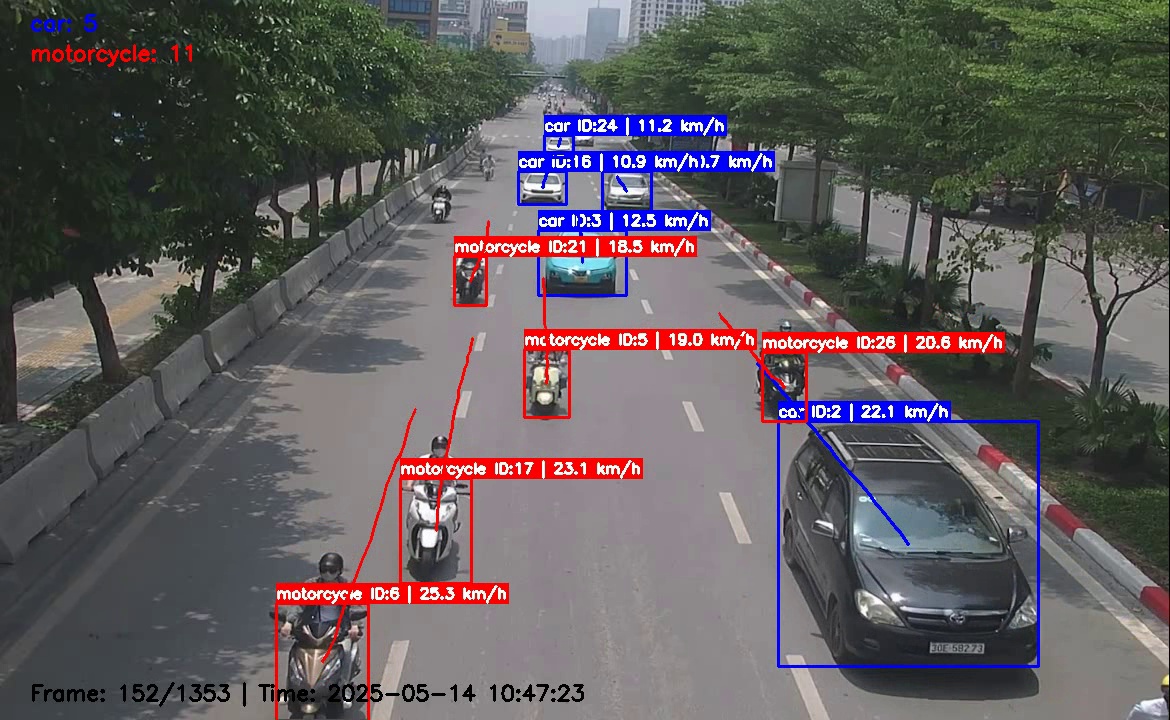 car: 5
motorcycle: 11
car ID:24 | 11.2 km/h
car ID:16 | 10.9 km/h
.7 km/h
car ID:3 | 12.5 km/h
motorcycle ID:21 | 18.5 km/h
motorcycle ID:5 | 19.0 km/h
motorcycle ID:26 | 20.6 km/h
car ID:2 | 22.1 km/h
motorcycle ID:17 | 23.1 km/h
motorcycle ID:6 | 25.3 km/h
30E-582.73
Frame: 152/1353 | Time: 2025-05-14 10:47:23